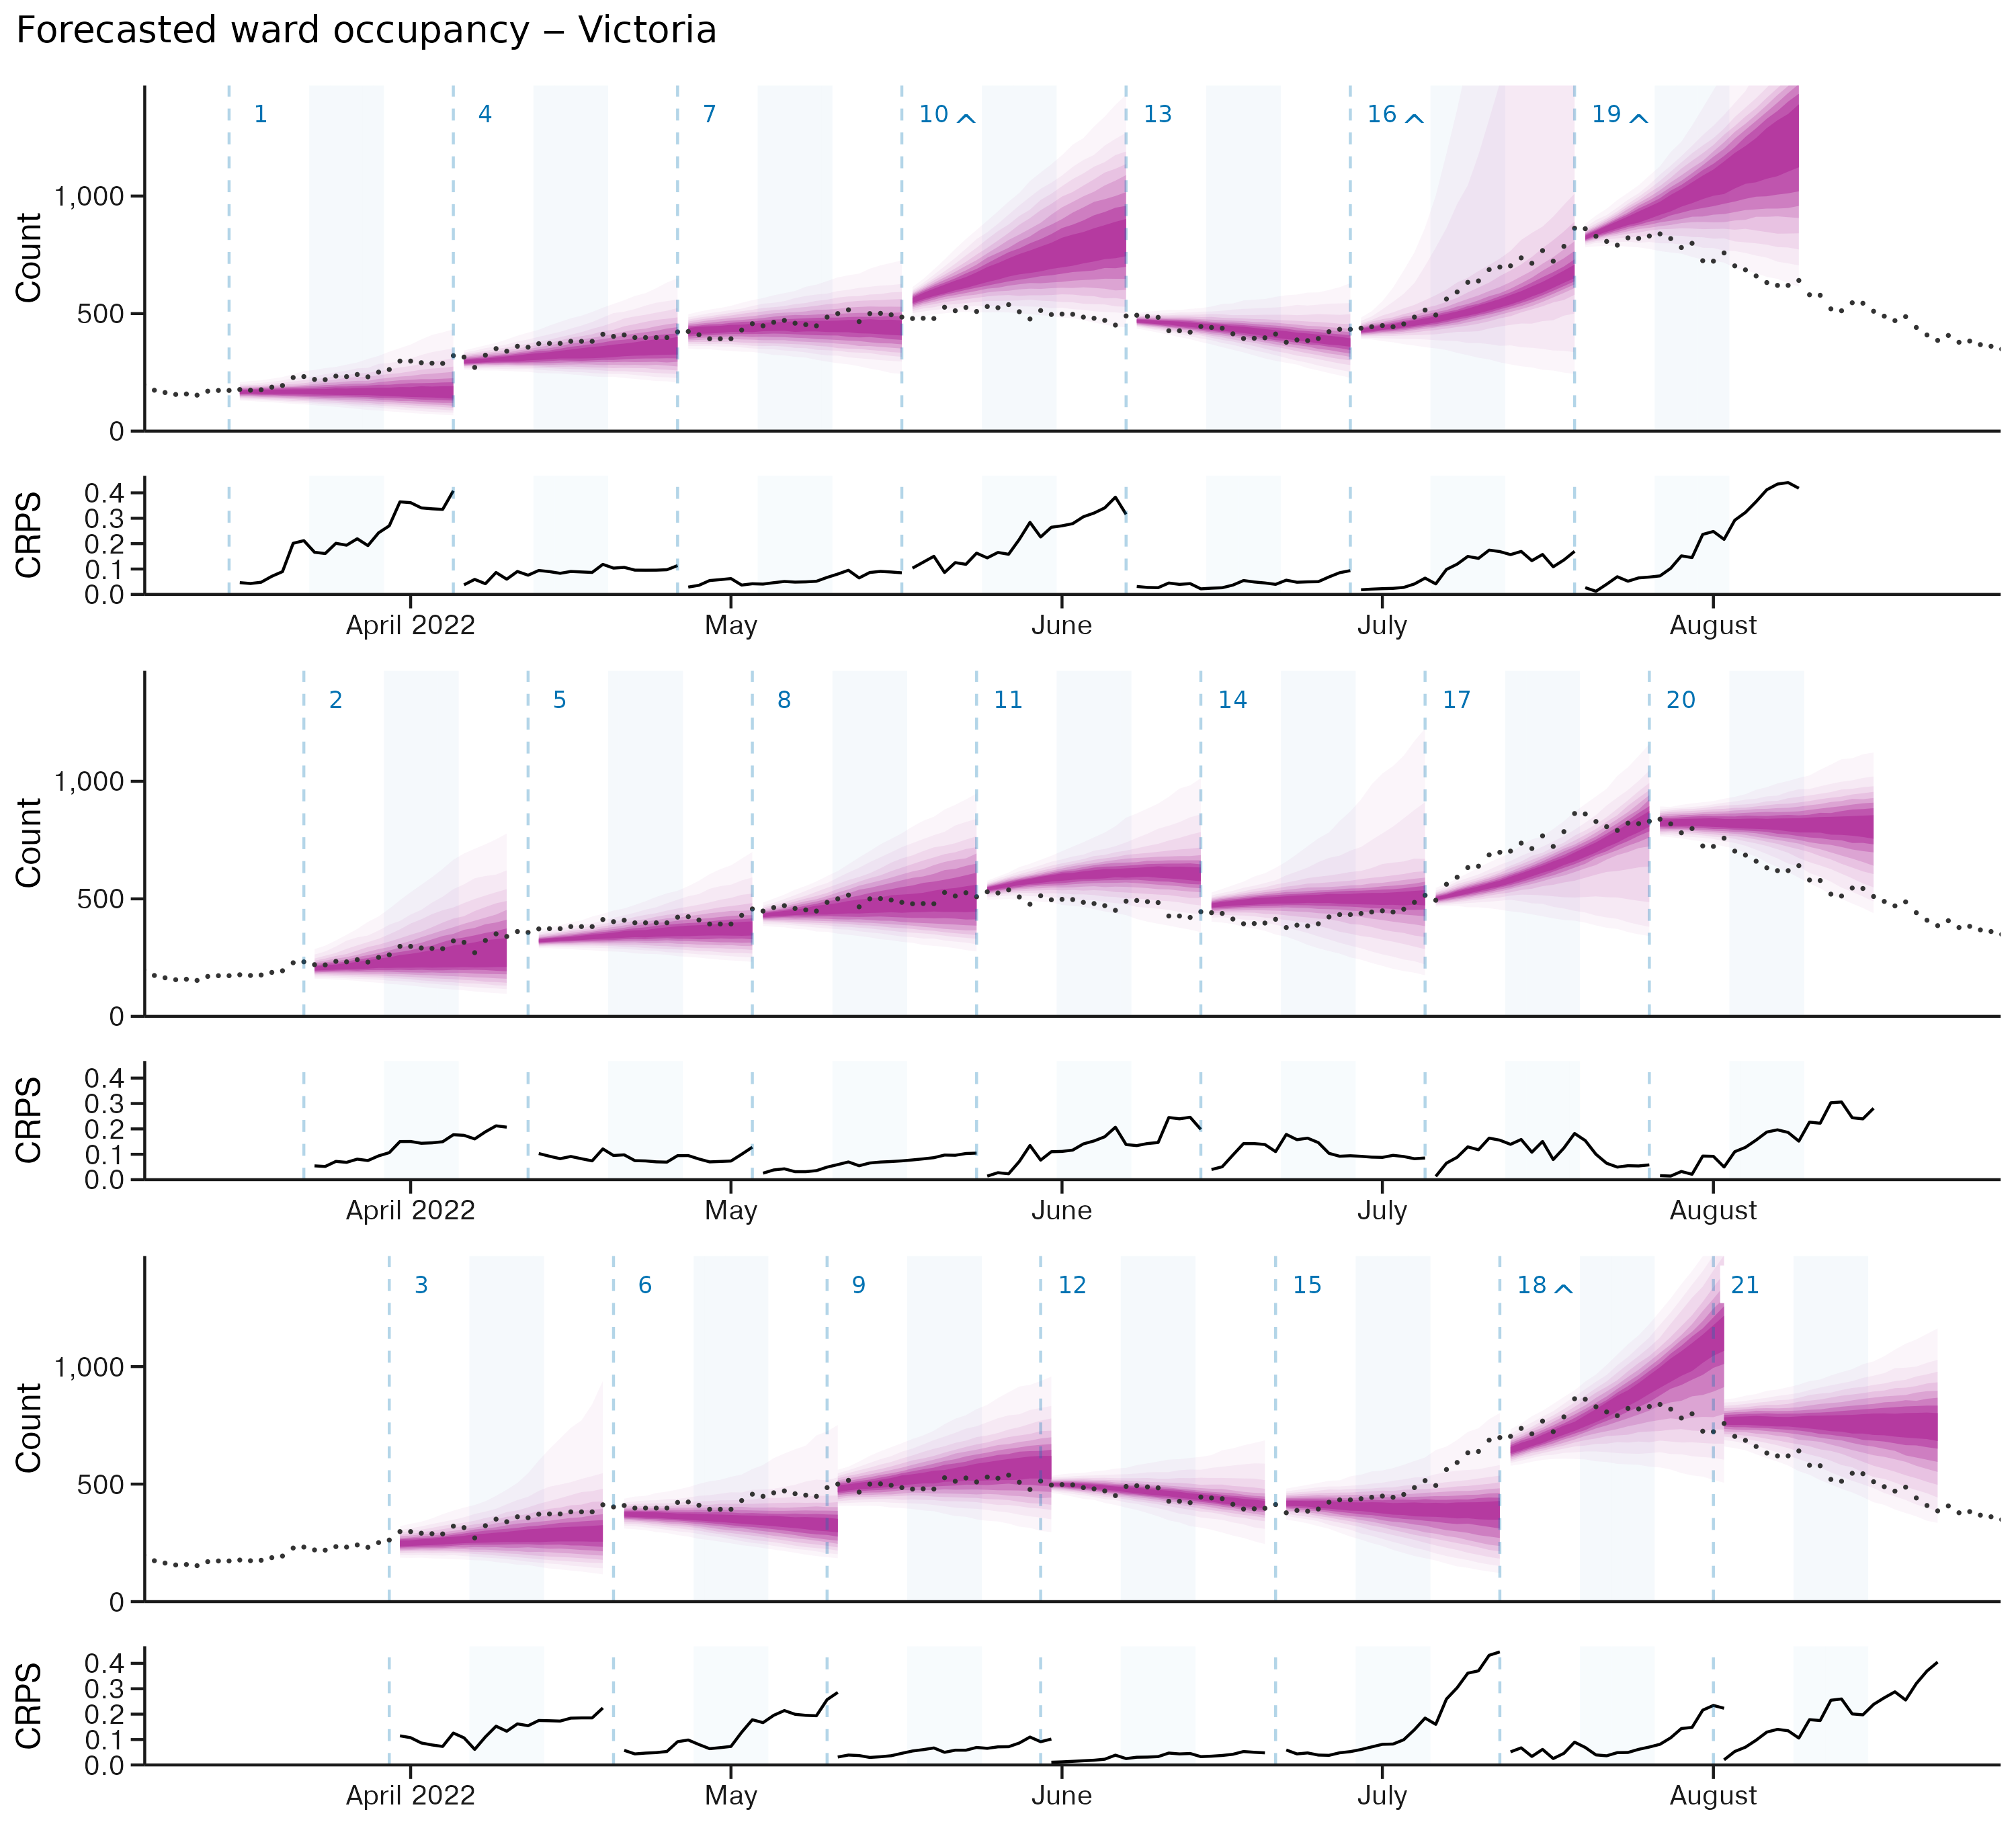 Forecasted ward occupancy – Victoria
1 4 7 10 ^ 13 16 ^ 19 ^
Count
1,000
500
0
CRPS
0.4
0.3
0.2
0.1
0.0
April 2022 May June July August
2 5 8 11 14 17 20
Count
1,000
500
0
CRPS
0.4
0.3
0.2
0.1
0.0
April 2022 May June July August
3 6 9 12 15 18 ^ 21
Count
1,000
500
0
CRPS
0.4
0.3
0.2
0.1
0.0
April 2022 May June July August